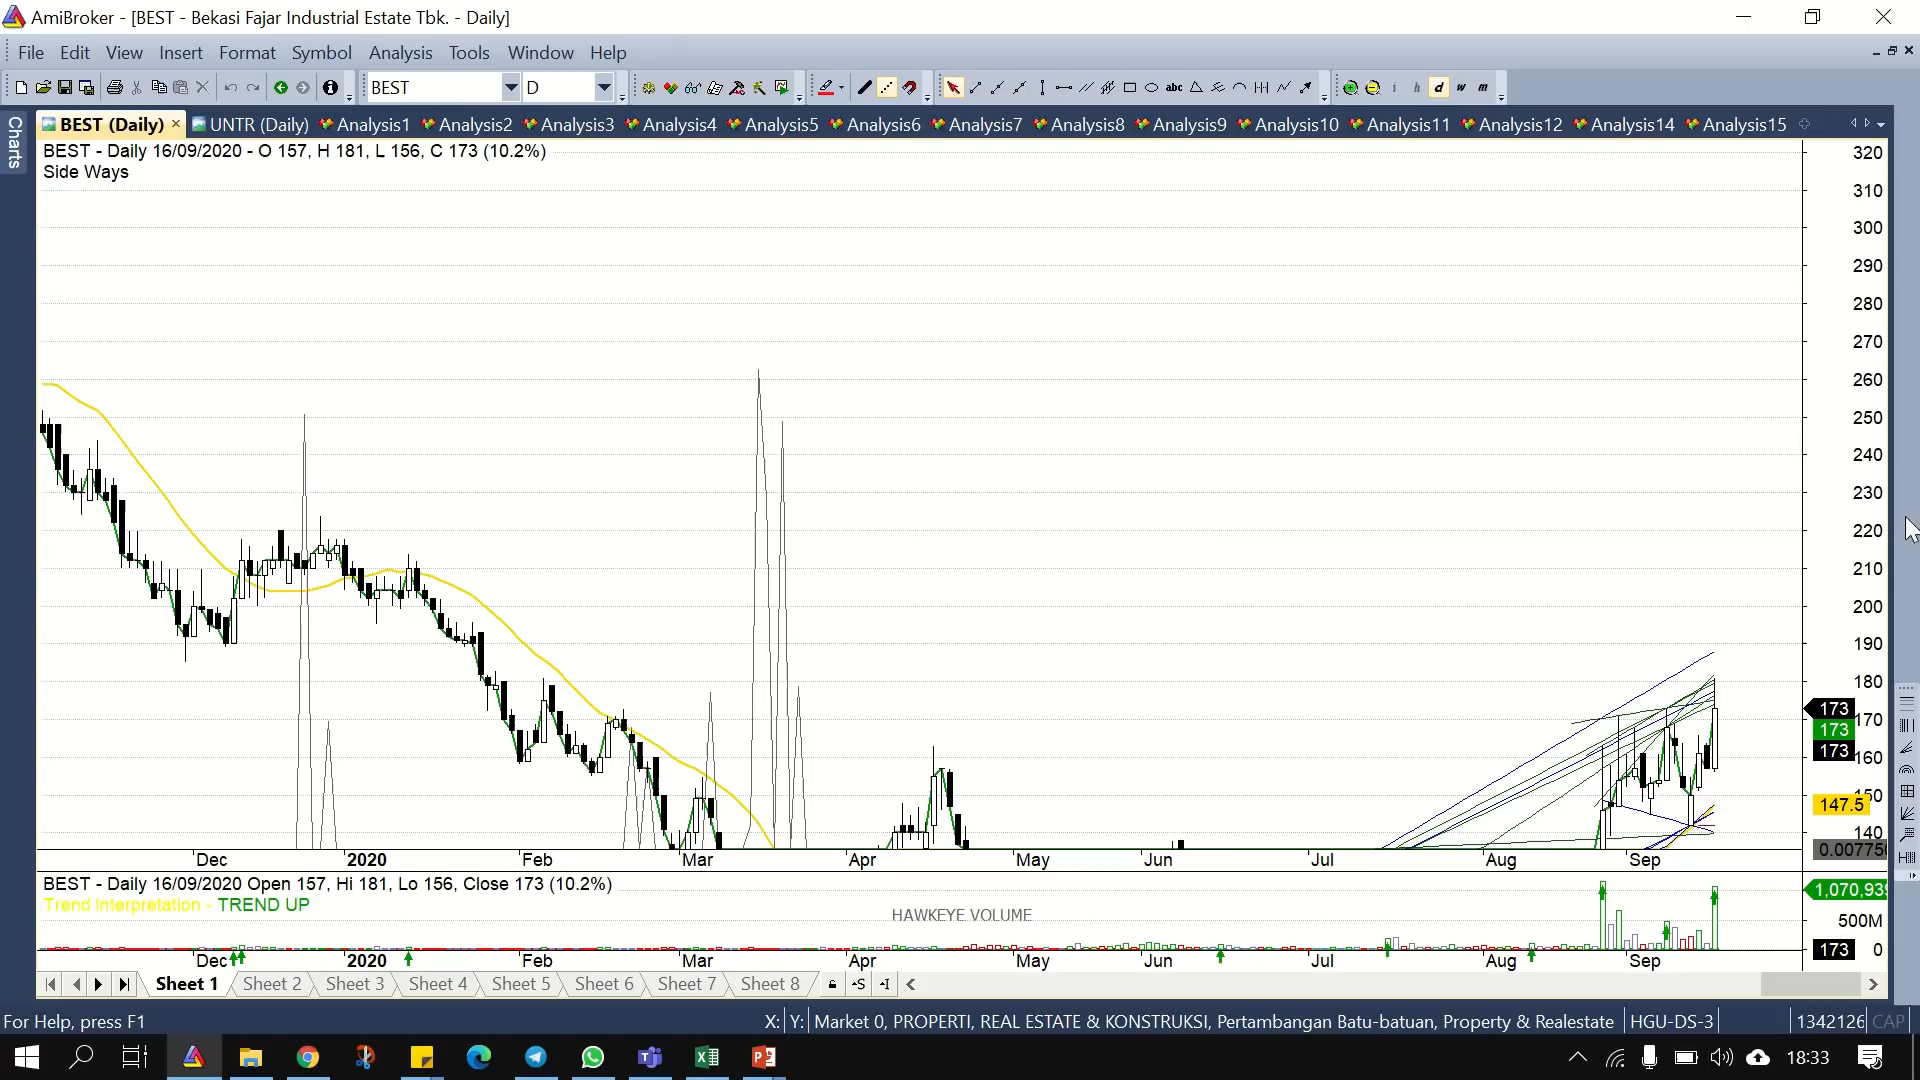 AmiBroker - [BEST - Bekasi Fajar Industrial Estate Tbk. - Daily]
File Edit View Insert Format Symbol Analysis Tools Window Help
BEST D abc i h d w m
Charts
BEST (Daily) × UNTR (Daily) Analysis1 Analysis2 Analysis3 Analysis4 Analysis5 Analysis6 Analysis7 Analysis8 Analysis9 Analysis10 Analysis11 Analysis12 Analysis14 Analysis15
BEST - Daily 16/09/2020 - O 157, H 181, L 156, C 173 (10.2%)
Side Ways
320
310
300
290
280
270
260
250
240
230
220
210
200
190
180
173
170
173
173
160
150
147.5
140
0.007756
Dec 2020 Feb Mar Apr May Jun Jul Aug Sep
BEST - Daily 16/09/2020 Open 157, Hi 181, Lo 156, Close 173 (10.2%)
Trend Interpretation - TREND UP
HAWKEYE VOLUME
1,070,939
500M
173 0
Dec 2020 Feb Mar Apr May Jun Jul Aug Sep
Sheet 1 Sheet 2 Sheet 3 Sheet 4 Sheet 5 Sheet 6 Sheet 7 Sheet 8 S I
For Help, press F1 X: Y: Market 0, PROPERTI, REAL ESTATE & KONSTRUKSI, Pertambangan Batu-batuan, Property & Realestate HGU-DS-3 1342126 CAP
18:33